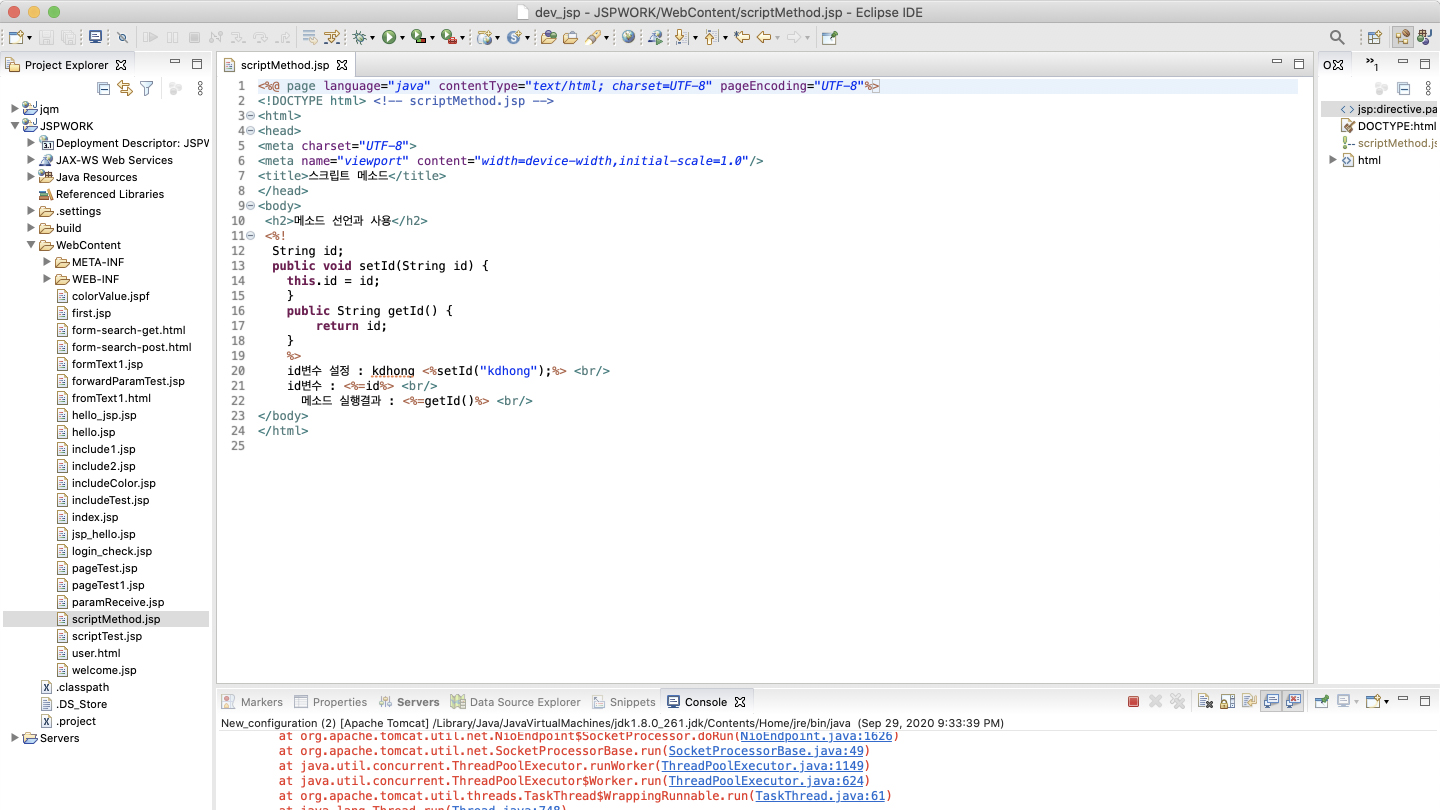 dev_jsp - JSPWORK/WebContent/scriptMethod.jsp - Eclipse IDE
Project Explorer
scriptMethod.jsp
O
»1
jqm
JSPWORK
Deployment Descriptor: JSPW
JAX-WS Web Services
Java Resources
Referenced Libraries
.settings
build
WebContent
META-INF
WEB-INF
colorValue.jspf
first.jsp
form-search-get.html
form-search-post.html
formText1.jsp
forwardParamTest.jsp
fromText1.html
hello_jsp.jsp
hello.jsp
include1.jsp
include2.jsp
includeColor.jsp
includeTest.jsp
index.jsp
jsp_hello.jsp
login_check.jsp
pageTest.jsp
pageTest1.jsp
paramReceive.jsp
scriptMethod.jsp
scriptTest.jsp
user.html
welcome.jsp
.classpath
.DS_Store
.project
Servers
1 <%@ page language="java" contentType="text/html; charset=UTF-8" pageEncoding="UTF-8"%>
2 <!DOCTYPE html> <!-- scriptMethod.jsp -->
3 <html>
4 <head>
5 <meta charset="UTF-8">
6 <meta name="viewport" content="width=device-width,initial-scale=1.0"/>
7 <title>스크립트 메소드</title>
8 </head>
9 <body>
10 <h2>메소드 선언과 사용</h2>
11 <%!
12 String id;
13 public void setId(String id) {
14 this.id = id;
15 }
16 public String getId() {
17 return id;
18 }
19 %>
20 id변수 설정 : kdhong <%setId("kdhong");%> <br/>
21 id변수 : <%=id%> <br/>
22 메소드 실행결과 : <%=getId()%> <br/>
23 </body>
24 </html>
25
jsp:directive.pa
DOCTYPE:html
scriptMethod.js
html
Markers Properties Servers Data Source Explorer Snippets Console
New_configuration (2) [Apache Tomcat] /Library/Java/JavaVirtualMachines/jdk1.8.0_261.jdk/Contents/Home/jre/bin/java (Sep 29, 2020 9:33:39 PM)
at org.apache.tomcat.util.net.NioEndpoint$SocketProcessor.doRun(NioEndpoint.java:1626)
at org.apache.tomcat.util.net.SocketProcessorBase.run(SocketProcessorBase.java:49)
at java.util.concurrent.ThreadPoolExecutor.runWorker(ThreadPoolExecutor.java:1149)
at java.util.concurrent.ThreadPoolExecutor$Worker.run(ThreadPoolExecutor.java:624)
at org.apache.tomcat.util.threads.TaskThread$WrappingRunnable.run(TaskThread.java:61)
at java.lang.Thread.run(Thread.java:748)